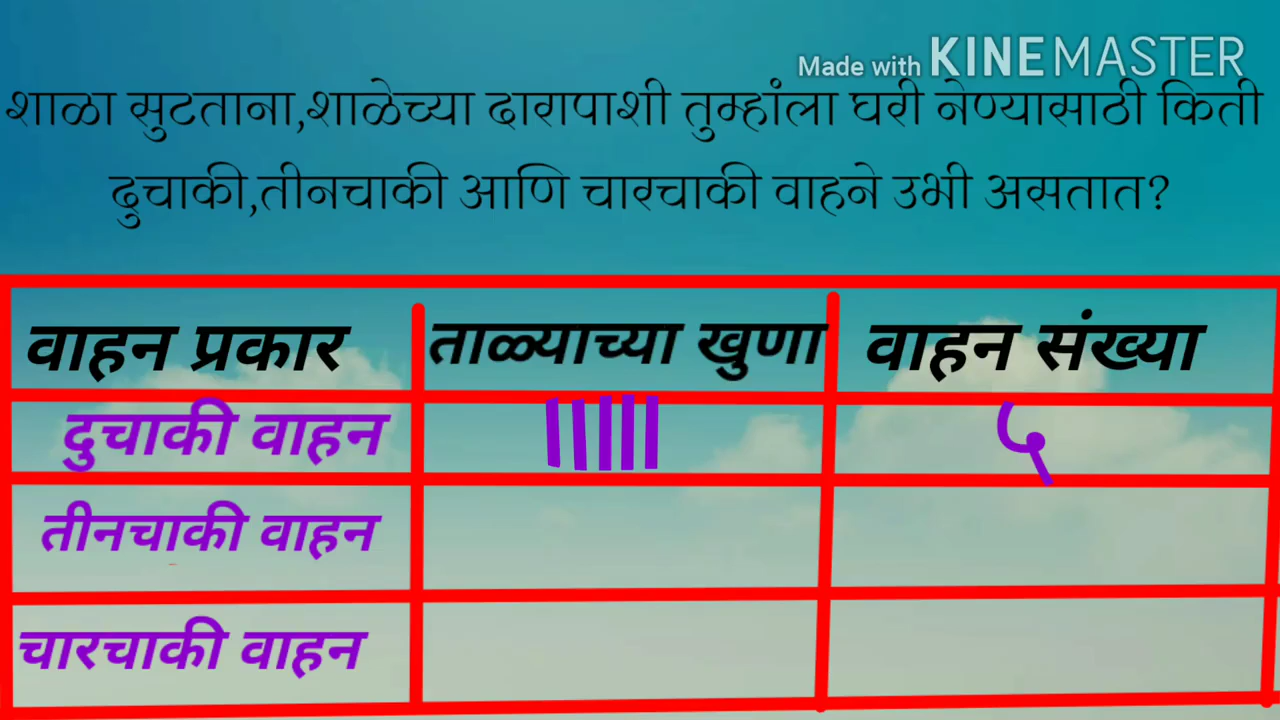 Made with KINEMASTER
शाळा सुटताना,शाळेच्या दारापाशी तुम्हांला घरी नेण्यासाठी किती
दुचाकी,तीनचाकी आणि चारचाकी वाहने उभी असतात?
वाहन प्रकार ताळ्याच्या खुणा वाहन संख्या
दुचाकी वाहन ||||| ५
तीनचाकी वाहन
चारचाकी वाहन